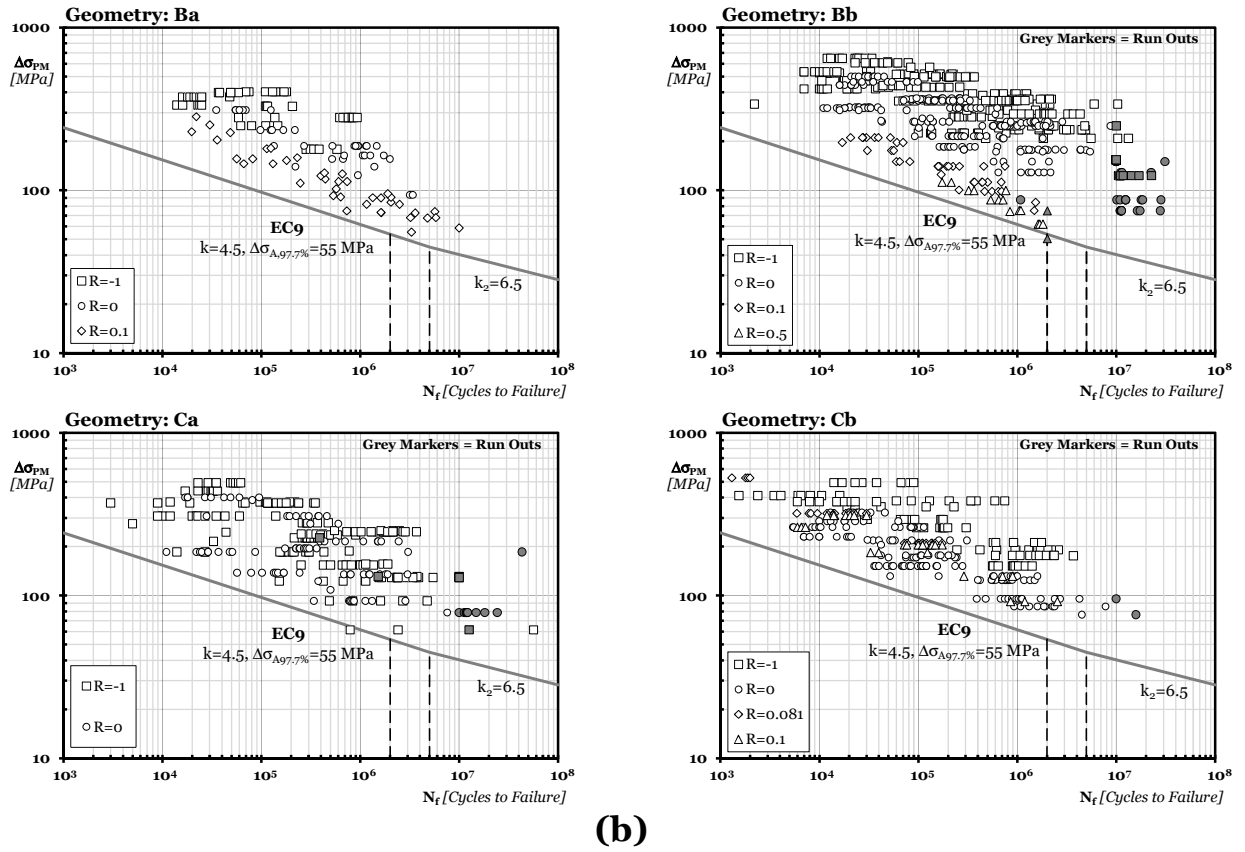 Geometry: Ba
1000
ΔσPM
[MPa]
100
10
EC9
k=4.5, ΔσA,97.7%=55 MPa
k2=6.5
R=-1
R=0
R=0.1
10³ 10⁴ 10⁵ 10⁶ 10⁷ 10⁸
Nf [Cycles to Failure]
Geometry: Bb
Grey Markers = Run Outs
1000
ΔσPM
[MPa]
100
10
EC9
k=4.5, ΔσA,97.7%=55 MPa
k2=6.5
R=-1
R=0
R=0.1
R=0.5
10³ 10⁴ 10⁵ 10⁶ 10⁷ 10⁸
Nf [Cycles to Failure]
Geometry: Ca
Grey Markers = Run Outs
1000
ΔσPM
[MPa]
100
10
EC9
k=4.5, ΔσA97.7%=55 MPa
k2=6.5
R=-1
R=0
10³ 10⁴ 10⁵ 10⁶ 10⁷ 10⁸
Nf [Cycles to Failure]
Geometry: Cb
Grey Markers = Run Outs
1000
ΔσPM
[MPa]
100
10
EC9
k=4.5, ΔσA97.7%=55 MPa
k2=6.5
R=-1
R=0
R=0.081
R=0.1
10³ 10⁴ 10⁵ 10⁶ 10⁷ 10⁸
Nf [Cycles to Failure]
(b)